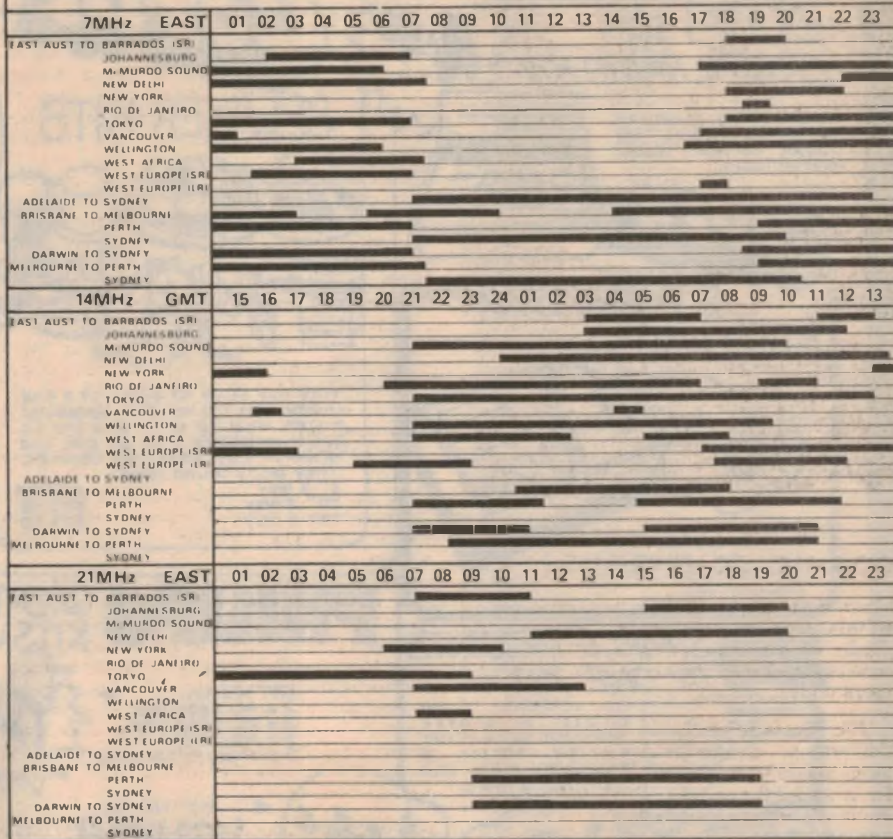 7MHz EAST 01 02 03 04 05 06 07 08 09 10 11 12 13 14 15 16 17 18 19 20 21 22 23
EAST AUST TO BARBADOS (SR)
JOHANNESBURG
McMURDO SOUND
NEW DELHI
NEW YORK
RIO DE JANEIRO
TOKYO
VANCOUVER
WELLINGTON
WEST AFRICA
WEST EUROPE (SR)
WEST EUROPE (LR)
ADELAIDE TO SYDNEY
BRISBANE TO MELBOURNE
PERTH
SYDNEY
DARWIN TO SYDNEY
MELBOURNE TO PERTH
SYDNEY
14MHz GMT 15 16 17 18 19 20 21 22 23 24 01 02 03 04 05 06 07 08 09 10 11 12 13
EAST AUST TO BARBADOS (SR)
JOHANNESBURG
McMURDO SOUND
NEW DELHI
NEW YORK
RIO DE JANEIRO
TOKYO
VANCOUVER
WELLINGTON
WEST AFRICA
WEST EUROPE (SR)
WEST EUROPE (LR)
ADELAIDE TO SYDNEY
BRISBANE TO MELBOURNE
PERTH
SYDNEY
DARWIN TO SYDNEY
MELBOURNE TO PERTH
SYDNEY
21MHz EAST 01 02 03 04 05 06 07 08 09 10 11 12 13 14 15 16 17 18 19 20 21 22 23
EAST AUST TO BARBADOS (SR)
JOHANNESBURG
McMURDO SOUND
NEW DELHI
NEW YORK
RIO DE JANEIRO
TOKYO
VANCOUVER
WELLINGTON
WEST AFRICA
WEST EUROPE (SR)
WEST EUROPE (LR)
ADELAIDE TO SYDNEY
BRISBANE TO MELBOURNE
PERTH
SYDNEY
DARWIN TO SYDNEY
MELBOURNE TO PERTH
SYDNEY